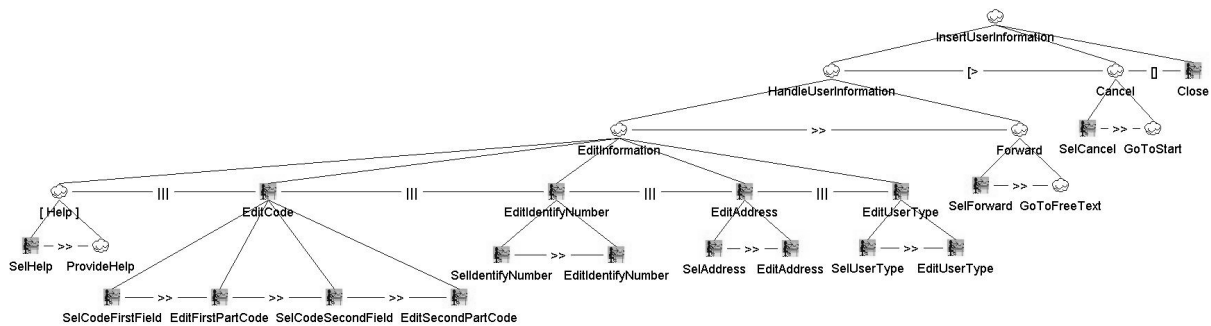 InsertUserInformation
[> []
HandleUserInformation Cancel Close
>> >>
EditInformation Forward SelCancel GoToStart
||| ||| ||| ||| >>
[ Help ] EditCode EditIdentifyNumber EditAddress EditUserType SelForward GoToFreeText
>> >> >> >>
SelHelp ProvideHelp SelIdentifyNumber EditIdentifyNumber SelAddress EditAddress SelUserType EditUserType
>> >> >>
SelCodeFirstField EditFirstPartCode SelCodeSecondField EditSecondPartCode